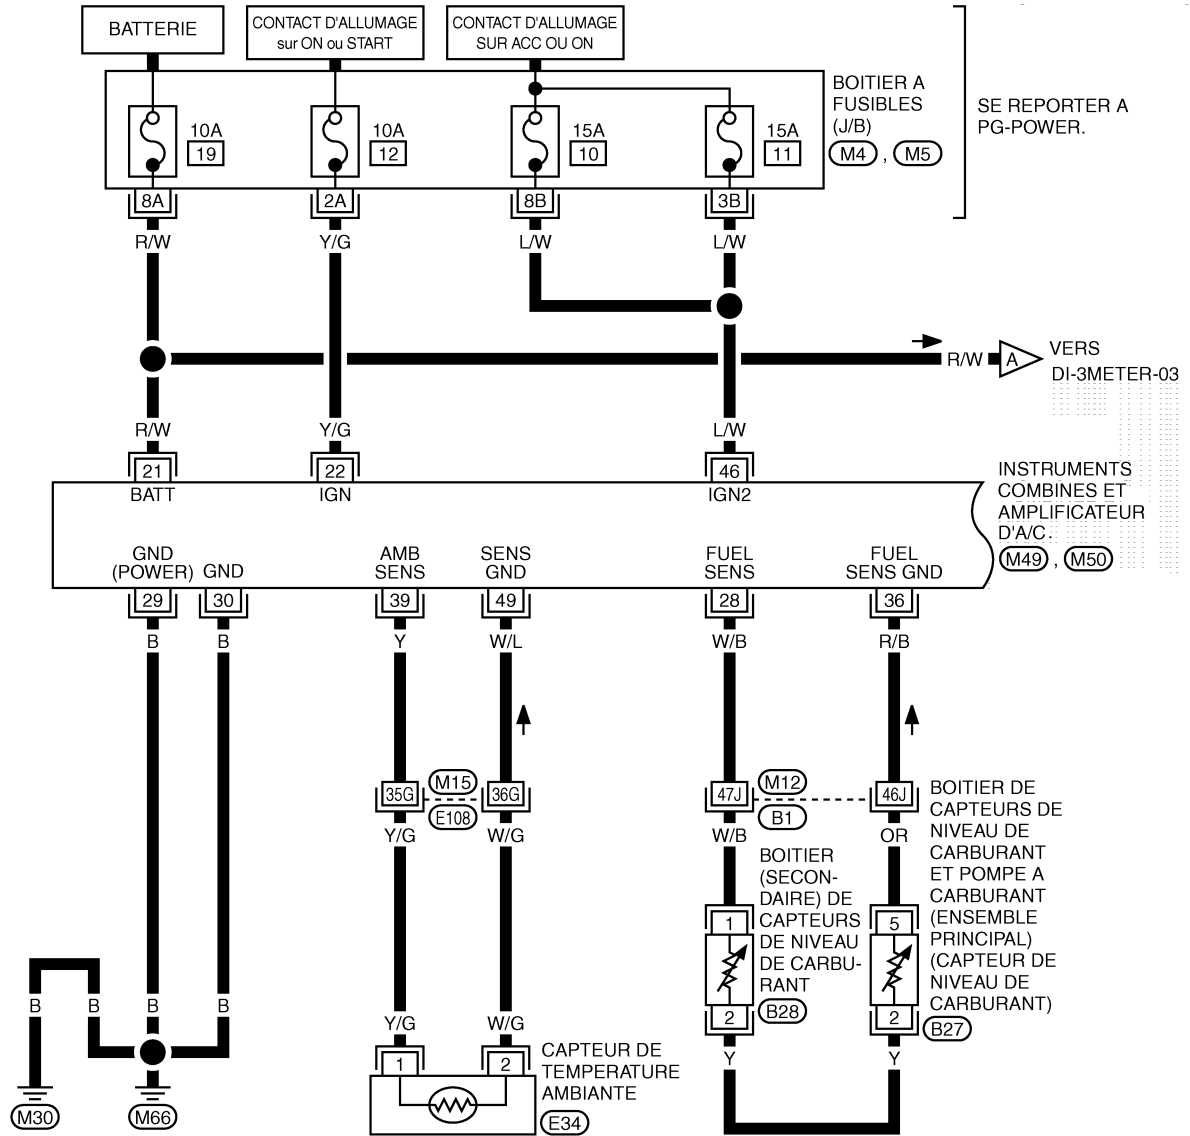 BATTERIE
CONTACT D'ALLUMAGE
sur ON ou START
CONTACT D'ALLUMAGE
SUR ACC OU ON
10A
19
10A
12
15A
10
15A
11
BOITIER A
FUSIBLES
(J/B)
M4 , M5
SE REPORTER A
PG-POWER.
8A
2A
8B
3B
R/W
Y/G
L/W
L/W
R/W
A
VERS
DI-3METER-03
R/W
Y/G
L/W
21
22
46
BATT
IGN
IGN2
INSTRUMENTS
COMBINES ET
AMPLIFICATEUR
D'A/C.
M49 , M50
GND
(POWER)
GND
AMB
SENS
SENS
GND
FUEL
SENS
FUEL
SENS GND
29
30
39
49
28
36
B
B
Y
W/L
W/B
R/B
35G
M15
E108
36G
47J
M12
B1
46J
Y/G
W/G
W/B
OR
BOITIER
(SECON-
DAIRE) DE
CAPTEURS
DE NIVEAU
DE CARBU-
RANT
B28
BOITIER DE
CAPTEURS DE
NIVEAU DE
CARBURANT
ET POMPE A
CARBURANT
(ENSEMBLE
PRINCIPAL)
(CAPTEUR DE
NIVEAU DE
CARBURANT)
B27
1
5
2
2
B
B
B
B
Y/G
W/G
Y
Y
1
2
CAPTEUR DE
TEMPERATURE
AMBIANTE
E34
M30
M66